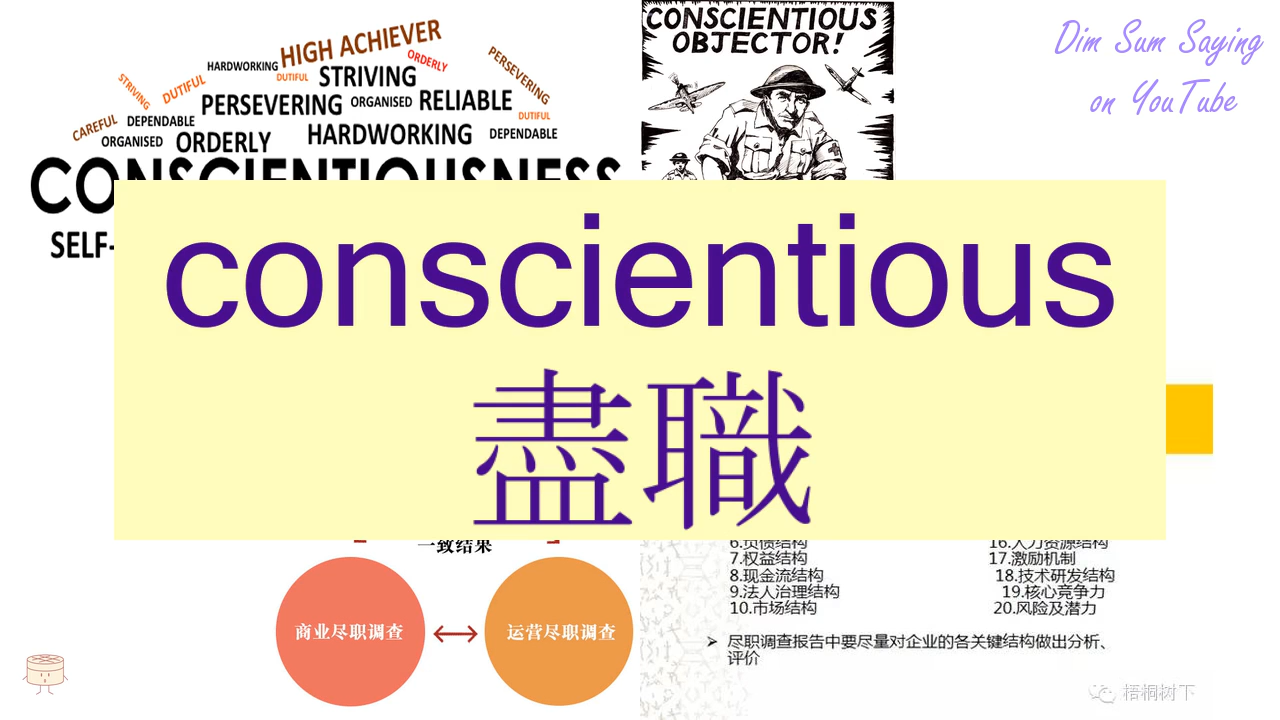 HIGH ACHIEVER
HARDWORKING
ORDERLY
STRIVING
DUTIFUL
DUTIFUL
STRIVING
PERSEVERING
PERSEVERING
ORGANISED
RELIABLE
CAREFUL
DEPENDABLE
DUTIFUL
ORGANISED
ORDERLY
HARDWORKING
DEPENDABLE
CONSCIENTIOUSNESS
SELF-
CONSCIENTIOUS
OBJECTOR!
Dim Sum Saying
on YouTube
conscientious
盡職
一致结果
商业尽职调查
运营尽职调查
6.负债结构
7.权益结构
8.现金流结构
9.法人治理结构
10.市场结构
16.人力资源结构
17.激励机制
18.技术研发结构
19.核心竞争力
20.风险及潜力
➢ 尽职调查报告中要尽量对企业的各关键结构做出分析、
评价
梧桐树下